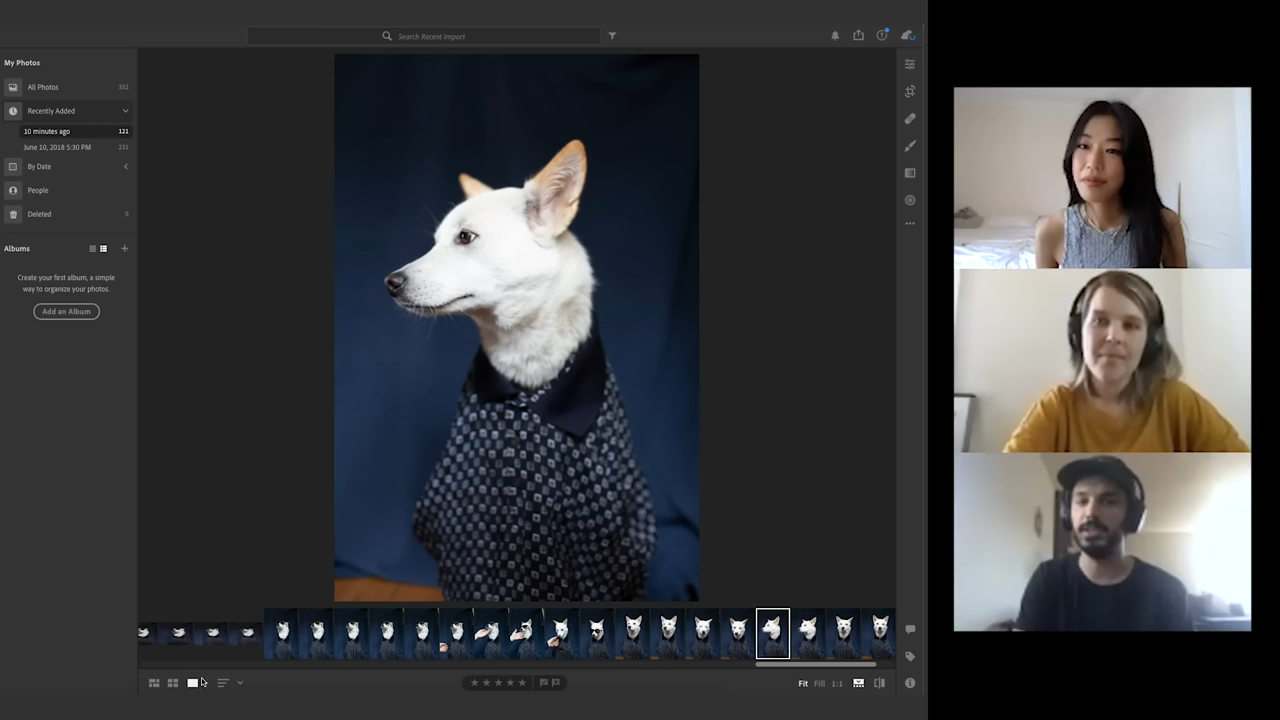 Search Recent Import
My Photos
All Photos
352
Recently Added
10 minutes ago
121
June 10, 2018 5:30 PM
By Date
People
Deleted
0
Albums
Create your first album, a simple
way to organize your photos.
Add an Album
Fit Fill 1:1